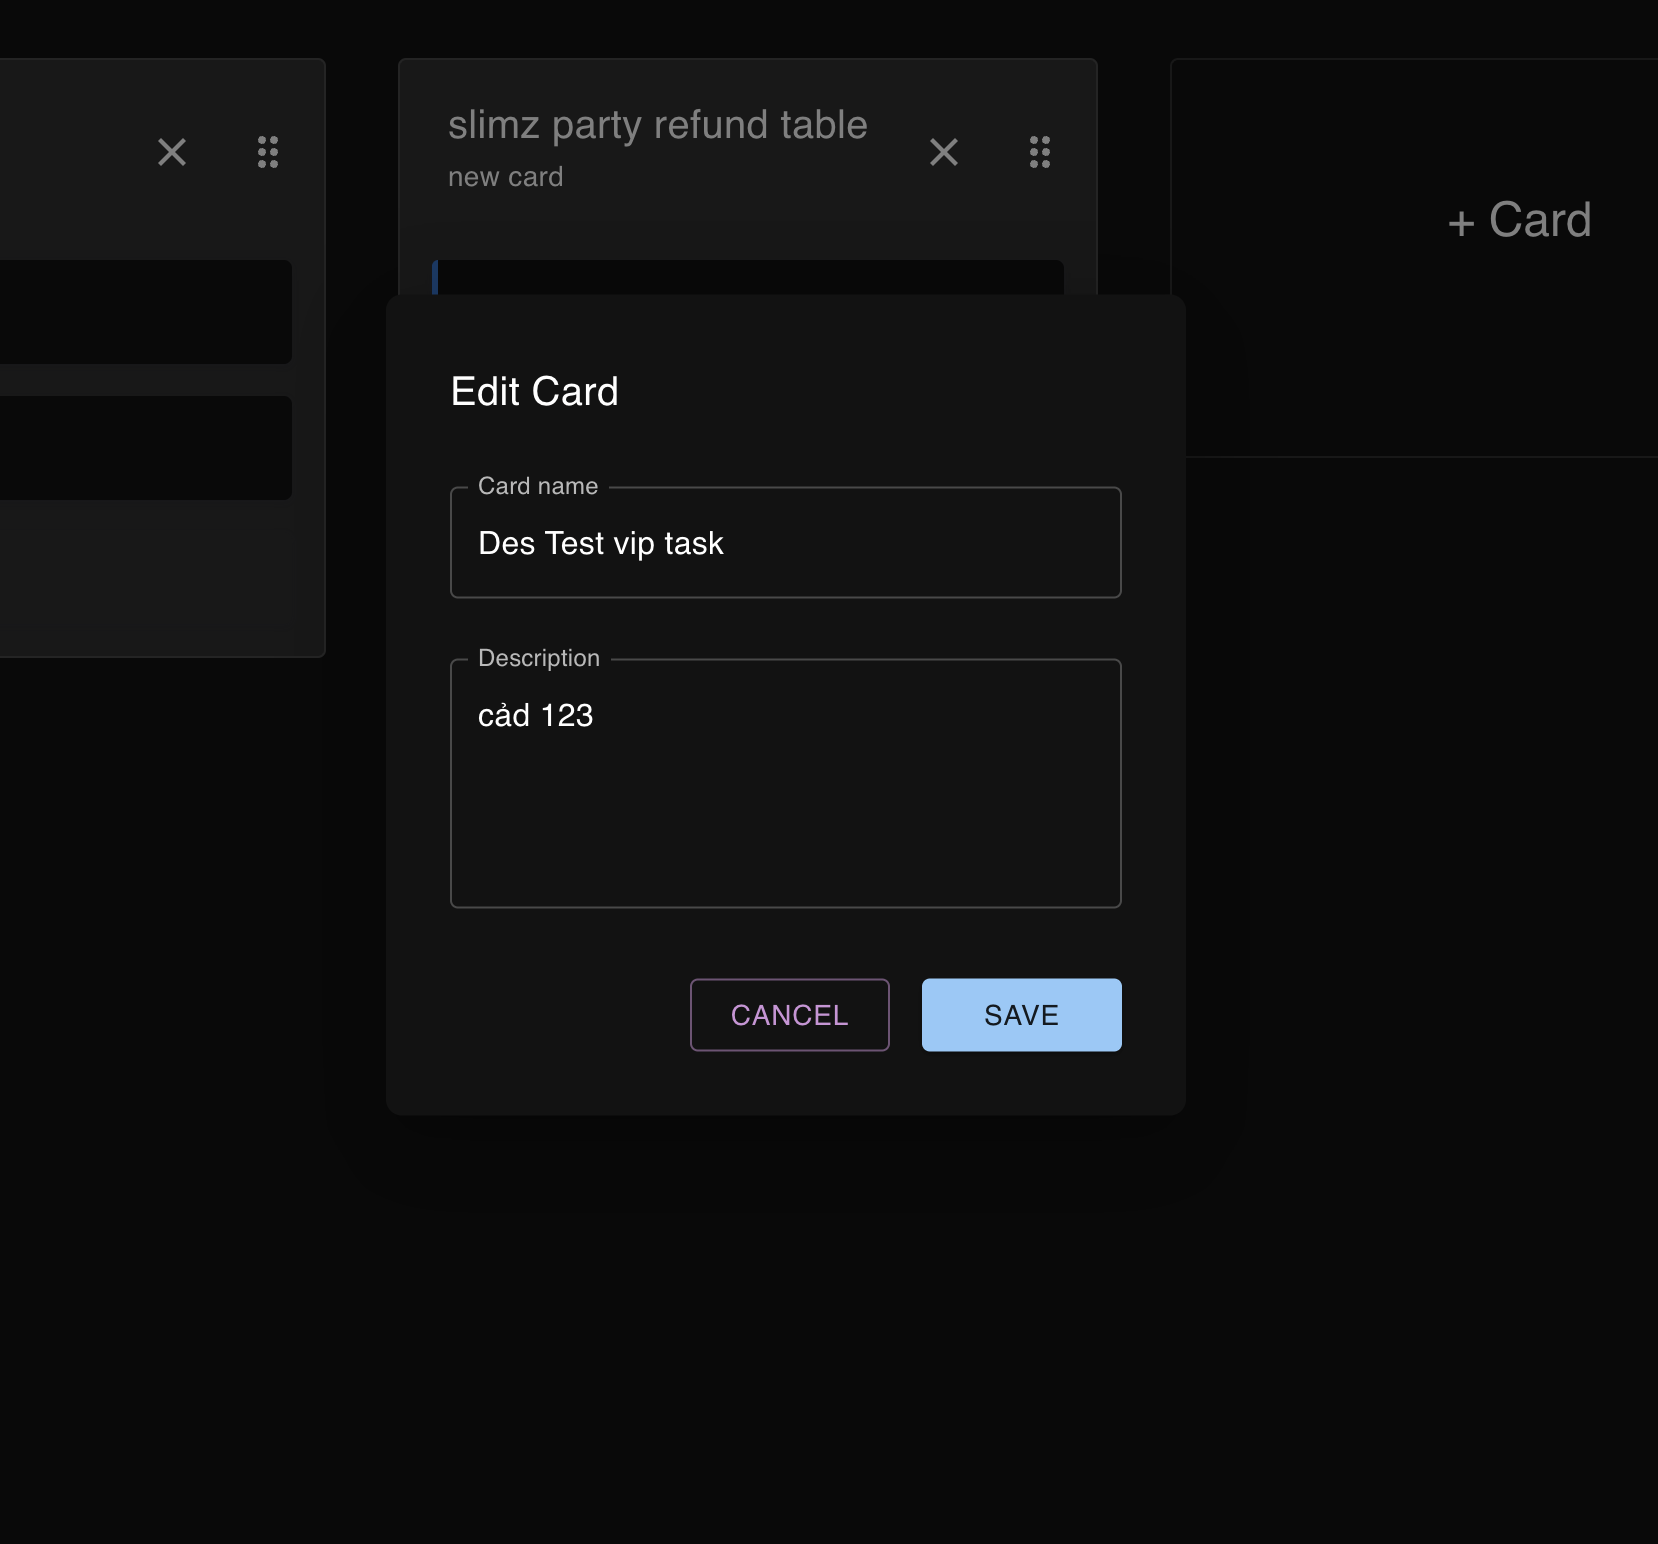 slimz party refund table
new card
+ Card
Edit Card
Card name
Des Test vip task
Description
cảd 123
CANCEL
SAVE